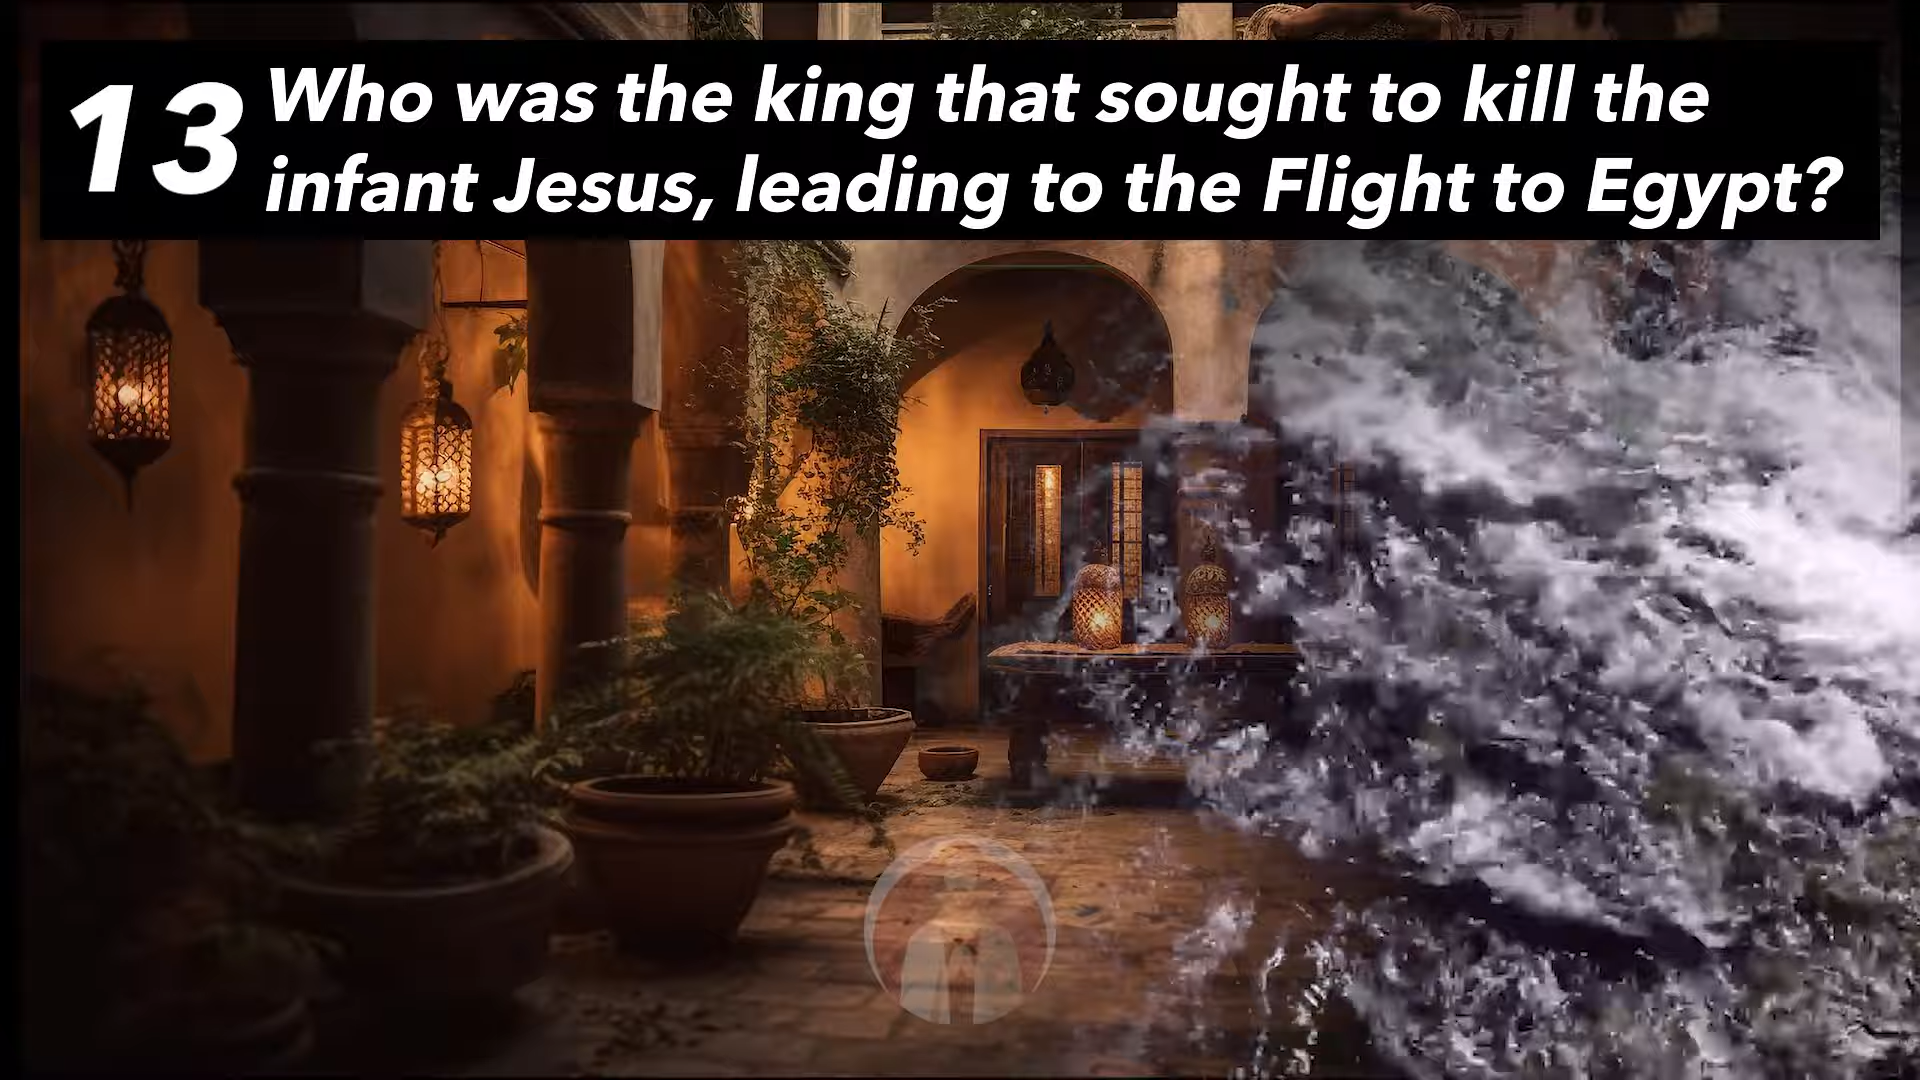 13 Who was the king that sought to kill the
infant Jesus, leading to the Flight to Egypt?